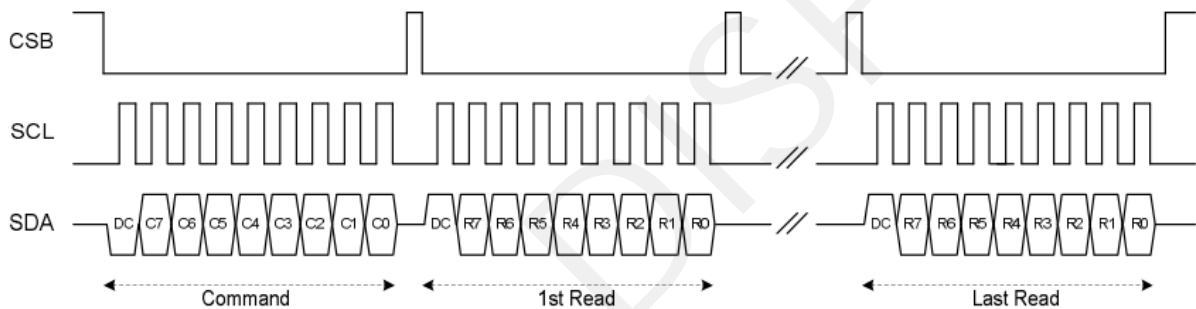 CSB
SCL
SDA DC C7 C6 C5 C4 C3 C2 C1 C0 DC R7 R6 R5 R4 R3 R2 R1 R0 DC R7 R6 R5 R4 R3 R2 R1 R0
Command 1st Read Last Read